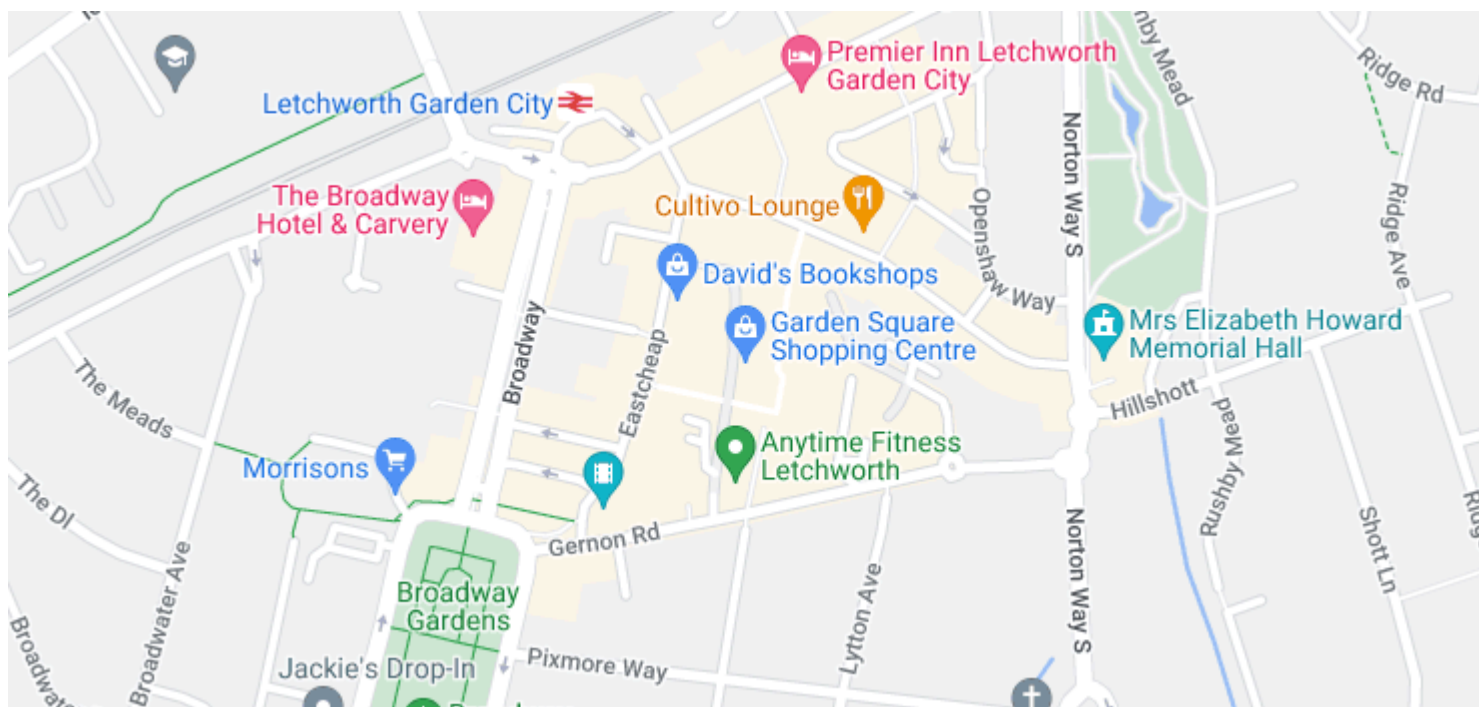 Premier Inn Letchworth
Garden City
Ridge Rd
Letchworth Garden City
Mead
Norton Way S
The Broadway
Hotel & Carvery
Cultivo Lounge
Openshaw Way
Ridge Ave
David's Bookshops
Garden Square
Shopping Centre
Mrs Elizabeth Howard
Memorial Hall
Broadway
Eastcheap
The Meads
Hillshott
Rushby Mead
Anytime Fitness
Letchworth
Morrisons
The Dl
Gernon Rd
Broadwater Ave
Norton Way S
Shott Ln
Broadway
Gardens
Lytton Ave
Pixmore Way
Jackie's Drop-In